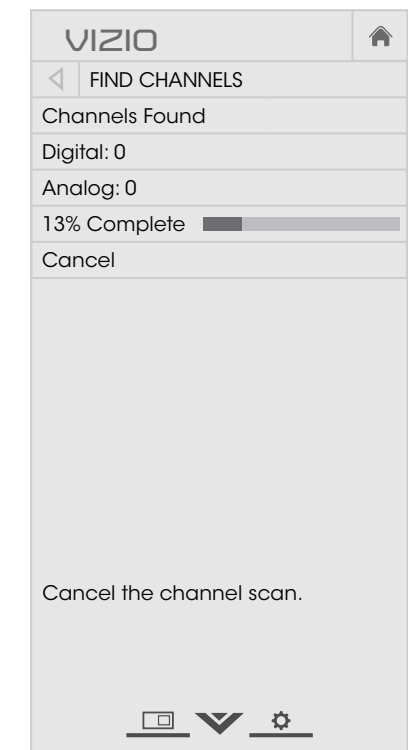 VIZIO
FIND CHANNELS
Channels Found
Digital: 0
Analog: 0
13% Complete
Cancel
Cancel the channel scan.